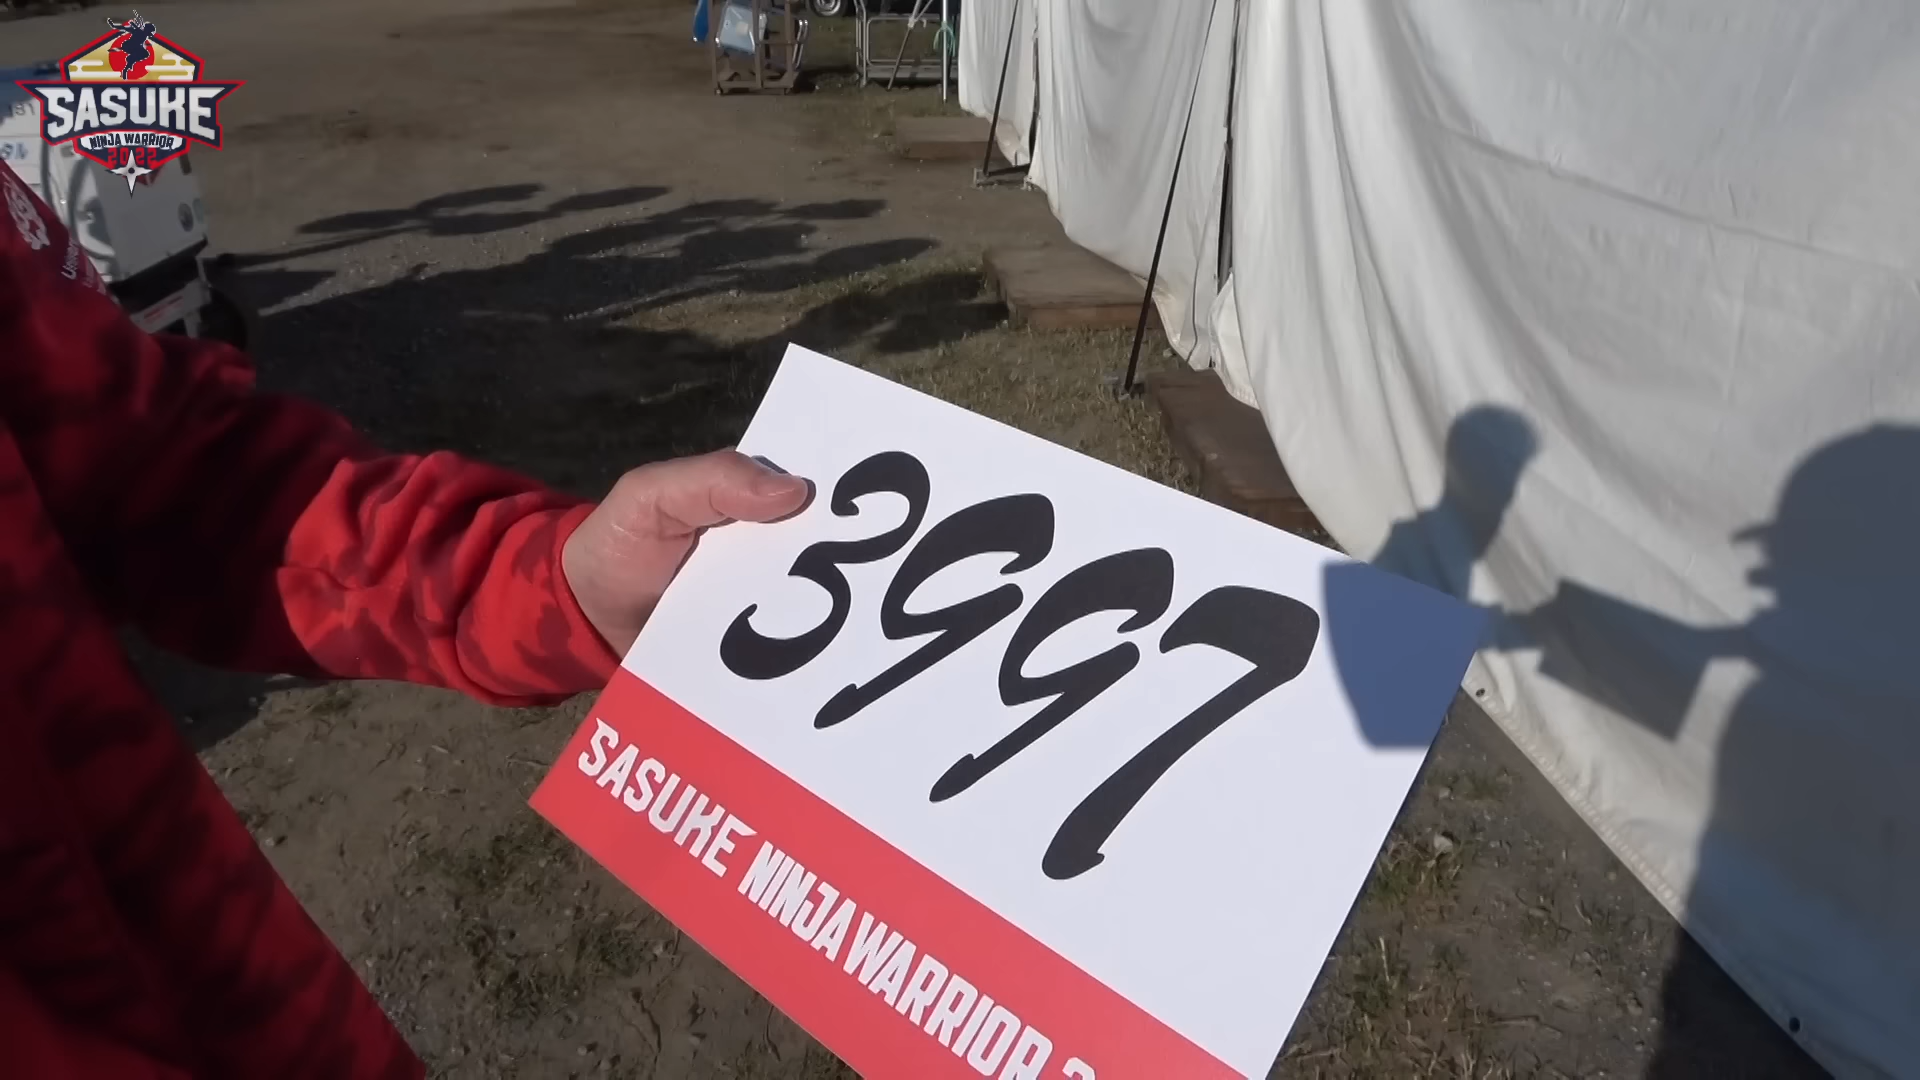 SASUKE
NINJA WARRIOR
2022
3997
SASUKE NINJA WARRIOR